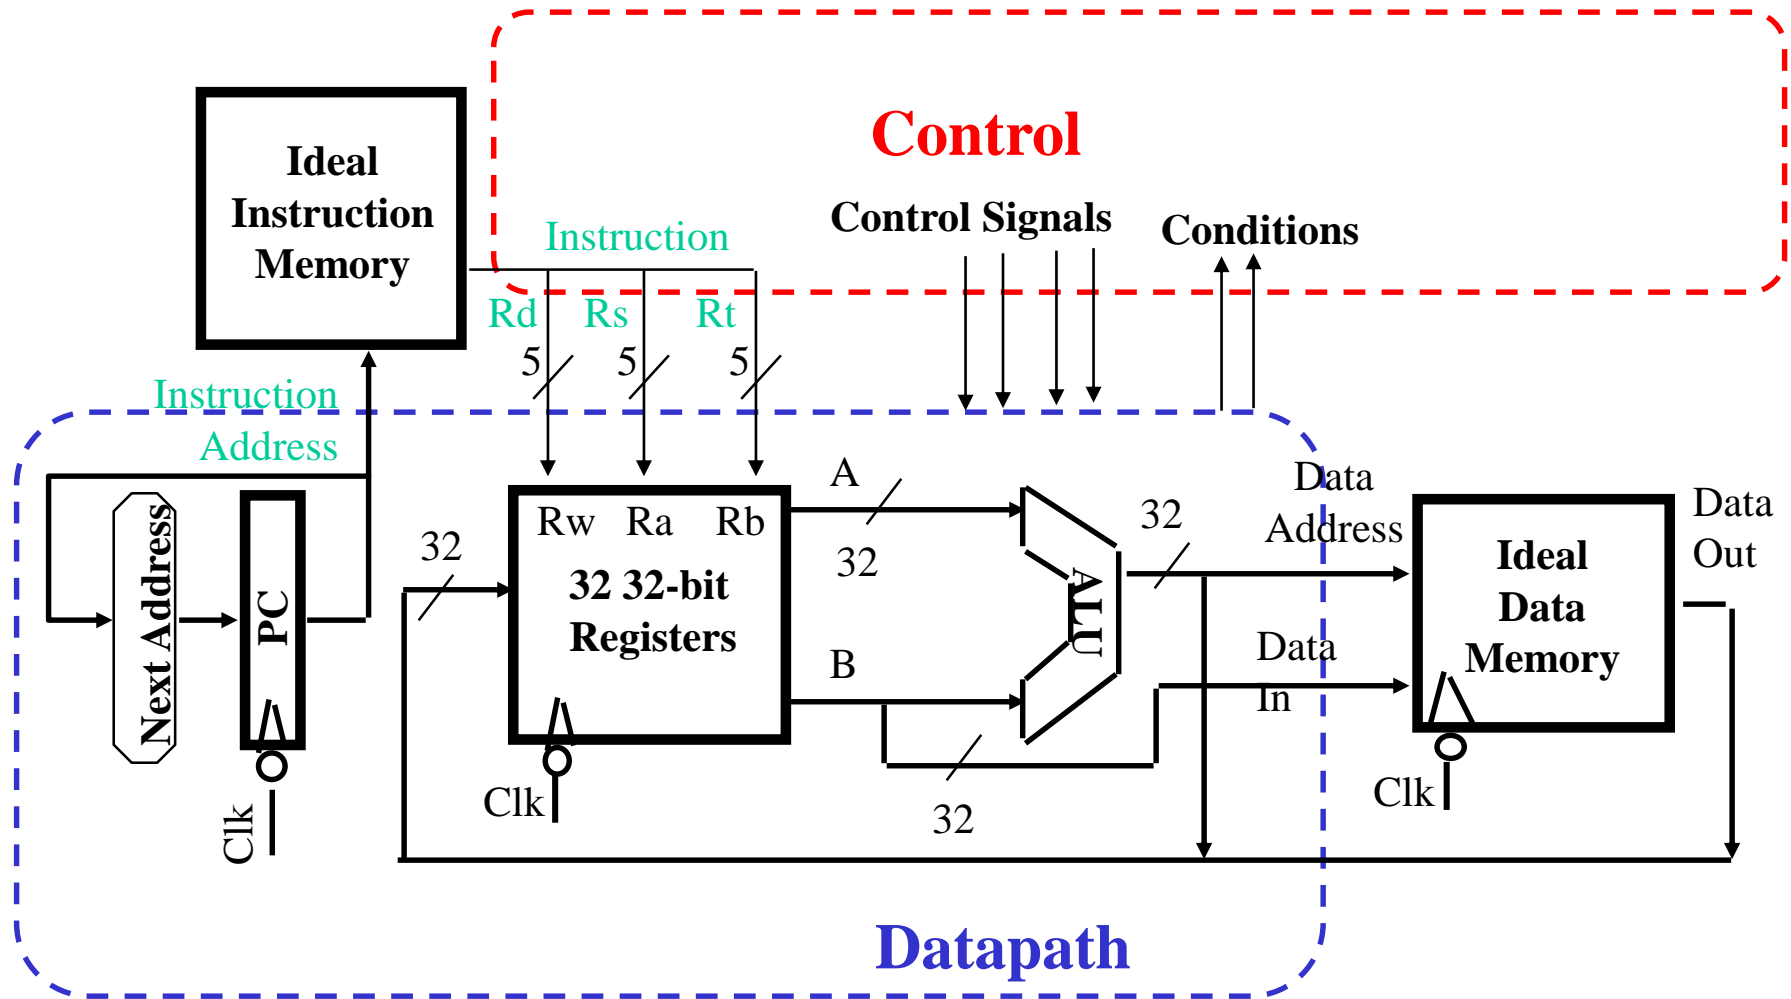 Control
Ideal
Instruction
Memory
Control Signals
Conditions
Instruction
Rd
Rs
Rt
5
5
5
Instruction
Address
A
32
Data
Address
Data
Out
32
Rw
Ra
Rb
32
32 32-bit
Registers
Next Address
PC
ALU
Ideal
Data
Memory
B
Data
In
Clk
Clk
32
Clk
Datapath